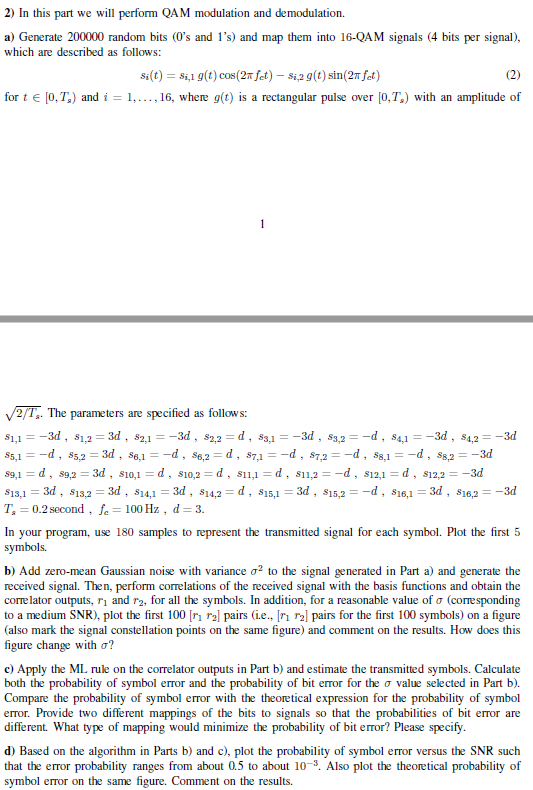 2) In this part we will perform QAM modulation and demodulation.
a) Generate 200000 random bits (0's and 1's) and map them into 16-QAM signals (4 bits per signal),
which are described as follows:
s_i(t) = s_{i,1} g(t) cos(2πf_c t) − s_{i,2} g(t) sin(2πf_c t) (2)
for t ∈ [0, T_s) and i = 1, . . . , 16, where g(t) is a rectangular pulse over [0, T_s) with an amplitude of
1
√(2/T_s). The parameters are specified as follows:
s_{1,1} = −3d , s_{1,2} = 3d , s_{2,1} = −3d , s_{2,2} = d , s_{3,1} = −3d , s_{3,2} = −d , s_{4,1} = −3d , s_{4,2} = −3d
s_{5,1} = −d , s_{5,2} = 3d , s_{6,1} = −d , s_{6,2} = d , s_{7,1} = −d , s_{7,2} = −d , s_{8,1} = −d , s_{8,2} = −3d
s_{9,1} = d , s_{9,2} = 3d , s_{10,1} = d , s_{10,2} = d , s_{11,1} = d , s_{11,2} = −d , s_{12,1} = d , s_{12,2} = −3d
s_{13,1} = 3d , s_{13,2} = 3d , s_{14,1} = 3d , s_{14,2} = d , s_{15,1} = 3d , s_{15,2} = −d , s_{16,1} = 3d , s_{16,2} = −3d
T_s = 0.2 second , f_c = 100 Hz , d = 3.
In your program, use 180 samples to represent the transmitted signal for each symbol. Plot the first 5
symbols.
b) Add zero-mean Gaussian noise with variance σ² to the signal generated in Part a) and generate the
received signal. Then, perform correlations of the received signal with the basis functions and obtain the
correlator outputs, r₁ and r₂, for all the symbols. In addition, for a reasonable value of σ (corresponding
to a medium SNR), plot the first 100 [r₁ r₂] pairs (i.e., [r₁ r₂] pairs for the first 100 symbols) on a figure
(also mark the signal constellation points on the same figure) and comment on the results. How does this
figure change with σ?
c) Apply the ML rule on the correlator outputs in Part b) and estimate the transmitted symbols. Calculate
both the probability of symbol error and the probability of bit error for the σ value selected in Part b).
Compare the probability of symbol error with the theoretical expression for the probability of symbol
error. Provide two different mappings of the bits to signals so that the probabilities of bit error are
different. What type of mapping would minimize the probability of bit error? Please specify.
d) Based on the algorithm in Parts b) and c), plot the probability of symbol error versus the SNR such
that the error probability ranges from about 0.5 to about 10⁻³. Also plot the theoretical probability of
symbol error on the same figure. Comment on the results.